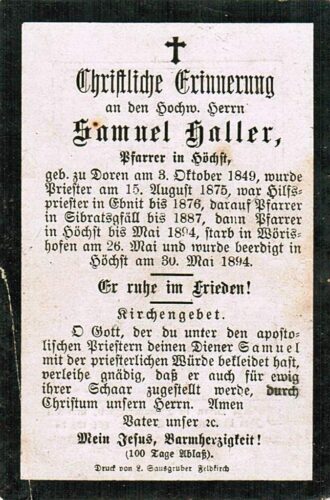 Christliche Erinnerung
an den Hochw. Herrn
Samuel Haller,
Pfarrer in Höchst,
geb. zu Doren am 3. Oktober 1849, wurde
Priester am 15. August 1875, war Hilfs-
priester in Ebnit bis 1876, darauf Pfarrer
in Sibratsgfäll bis 1887, dann Pfarrer
in Höchst bis Mai 1894, starb in Wöris-
hofen am 26. Mai und wurde beerdigt in
Höchst am 30. Mai 1894.
Er ruhe im Frieden!
Kirchengebet.
O Gott, der du unter den aposto-
lischen Priestern deinen Diener Samuel
mit der priesterlichen Würde bekleidet hast,
verleihe gnädig, daß er auch für ewig
ihrer Schaar zugestellt werde, durch
Christum unsern Herrn. Amen
Vater unser ꝛc.
Mein Jesus, Barmherzigkeit!
(100 Tage Ablaß).
Druck von L. Sausgruber Feldkirch